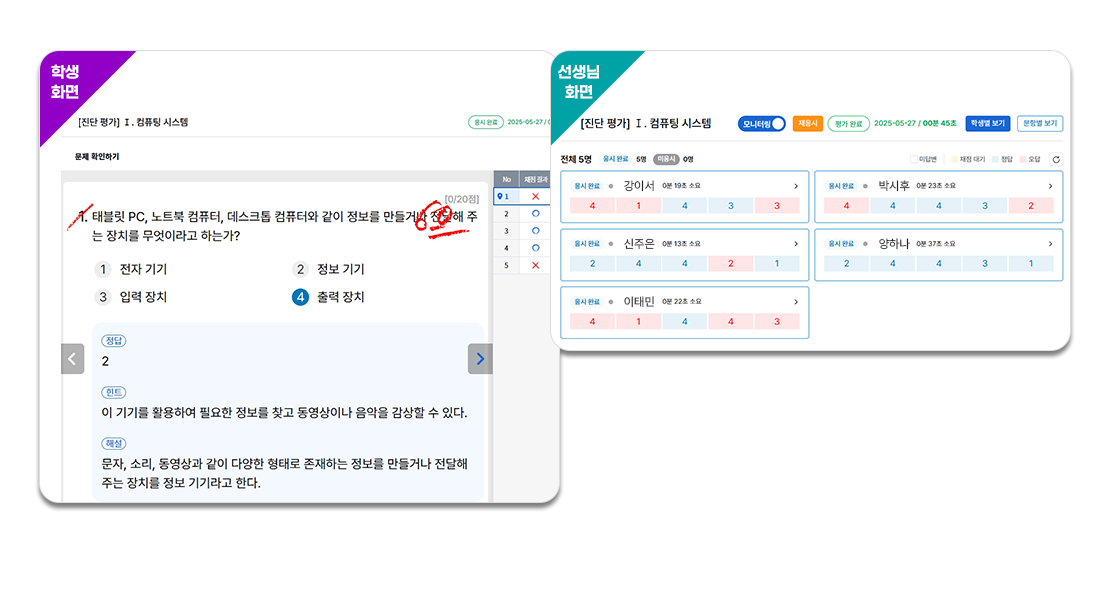 학생
화면
[진단 평가] Ⅰ. 컴퓨팅 시스템
응시 완료 2025-05-27 / 0
문제 확인하기
[0/20점]
1. 태블릿 PC, 노트북 컴퓨터, 데스크톱 컴퓨터와 같이 정보를 만들거나 전달해 주
는 장치를 무엇이라고 하는가?
1 전자 기기
2 정보 기기
3 입력 장치
4 출력 장치
정답
2
힌트
이 기기를 활용하여 필요한 정보를 찾고 동영상이나 음악을 감상할 수 있다.
해설
문자, 소리, 동영상과 같이 다양한 형태로 존재하는 정보를 만들거나 전달해
주는 장치를 정보 기기라고 한다.
No 채점 결과
1
2
3
4
5
선생님
화면
[진단 평가] Ⅰ. 컴퓨팅 시스템
모니터링 재응시 평가 완료 2025-05-27 / 00분 45초 학생별 보기 문항별 보기
전체 5명 응시 완료 5명 미응시 0명
미답변 채점 대기 정답 오답
응시 완료 강이서 0분 19초 소요
4 1 4 3 3
응시 완료 박시후 0분 23초 소요
4 4 4 3 2
응시 완료 신주은 0분 13초 소요
2 4 4 2 1
응시 완료 양하나 0분 37초 소요
2 4 4 3 1
응시 완료 이태민 0분 22초 소요
4 1 4 4 3